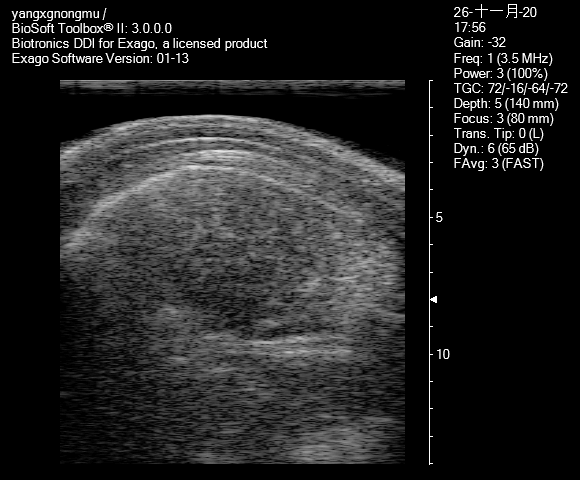 yangxgnongmu /
BioSoft Toolbox® II: 3.0.0.0
Biotronics DDI for Exago, a licensed product
Exago Software Version: 01-13
26-十一月-20
17:56
Gain: -32
Freq: 1 (3.5 MHz)
Power: 3 (100%)
TGC: 72/-16/-64/-72
Depth: 5 (140 mm)
Focus: 3 (80 mm)
Trans. Tip: 0 (L)
Dyn.: 6 (65 dB)
FAvg: 3 (FAST)
5
10